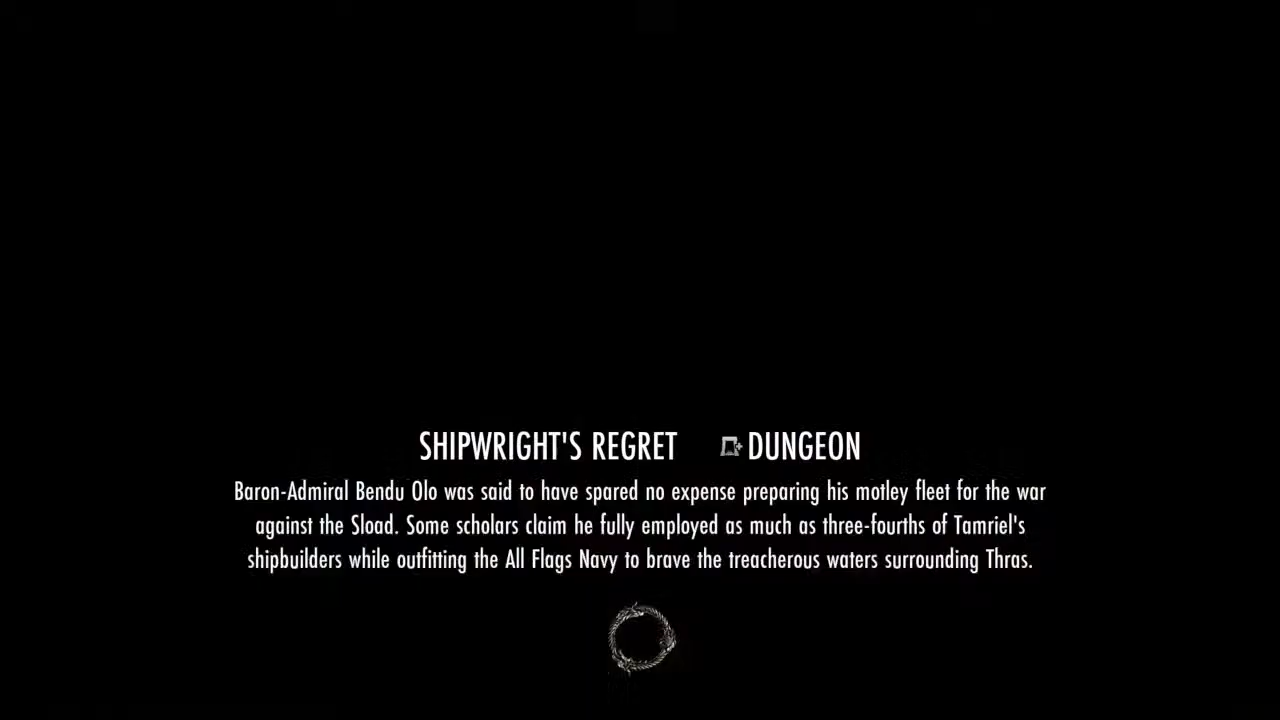 SHIPWRIGHT'S REGRET DUNGEON
Baron-Admiral Bendu Olo was said to have spared no expense preparing his motley fleet for the war
against the Sload. Some scholars claim he fully employed as much as three-fourths of Tamriel's
shipbuilders while outfitting the All Flags Navy to brave the treacherous waters surrounding Thras.